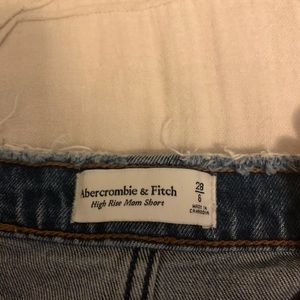 Abercrombie & Fitch
High Rise Mom Short
28
6
MADE IN
CAMBODIA